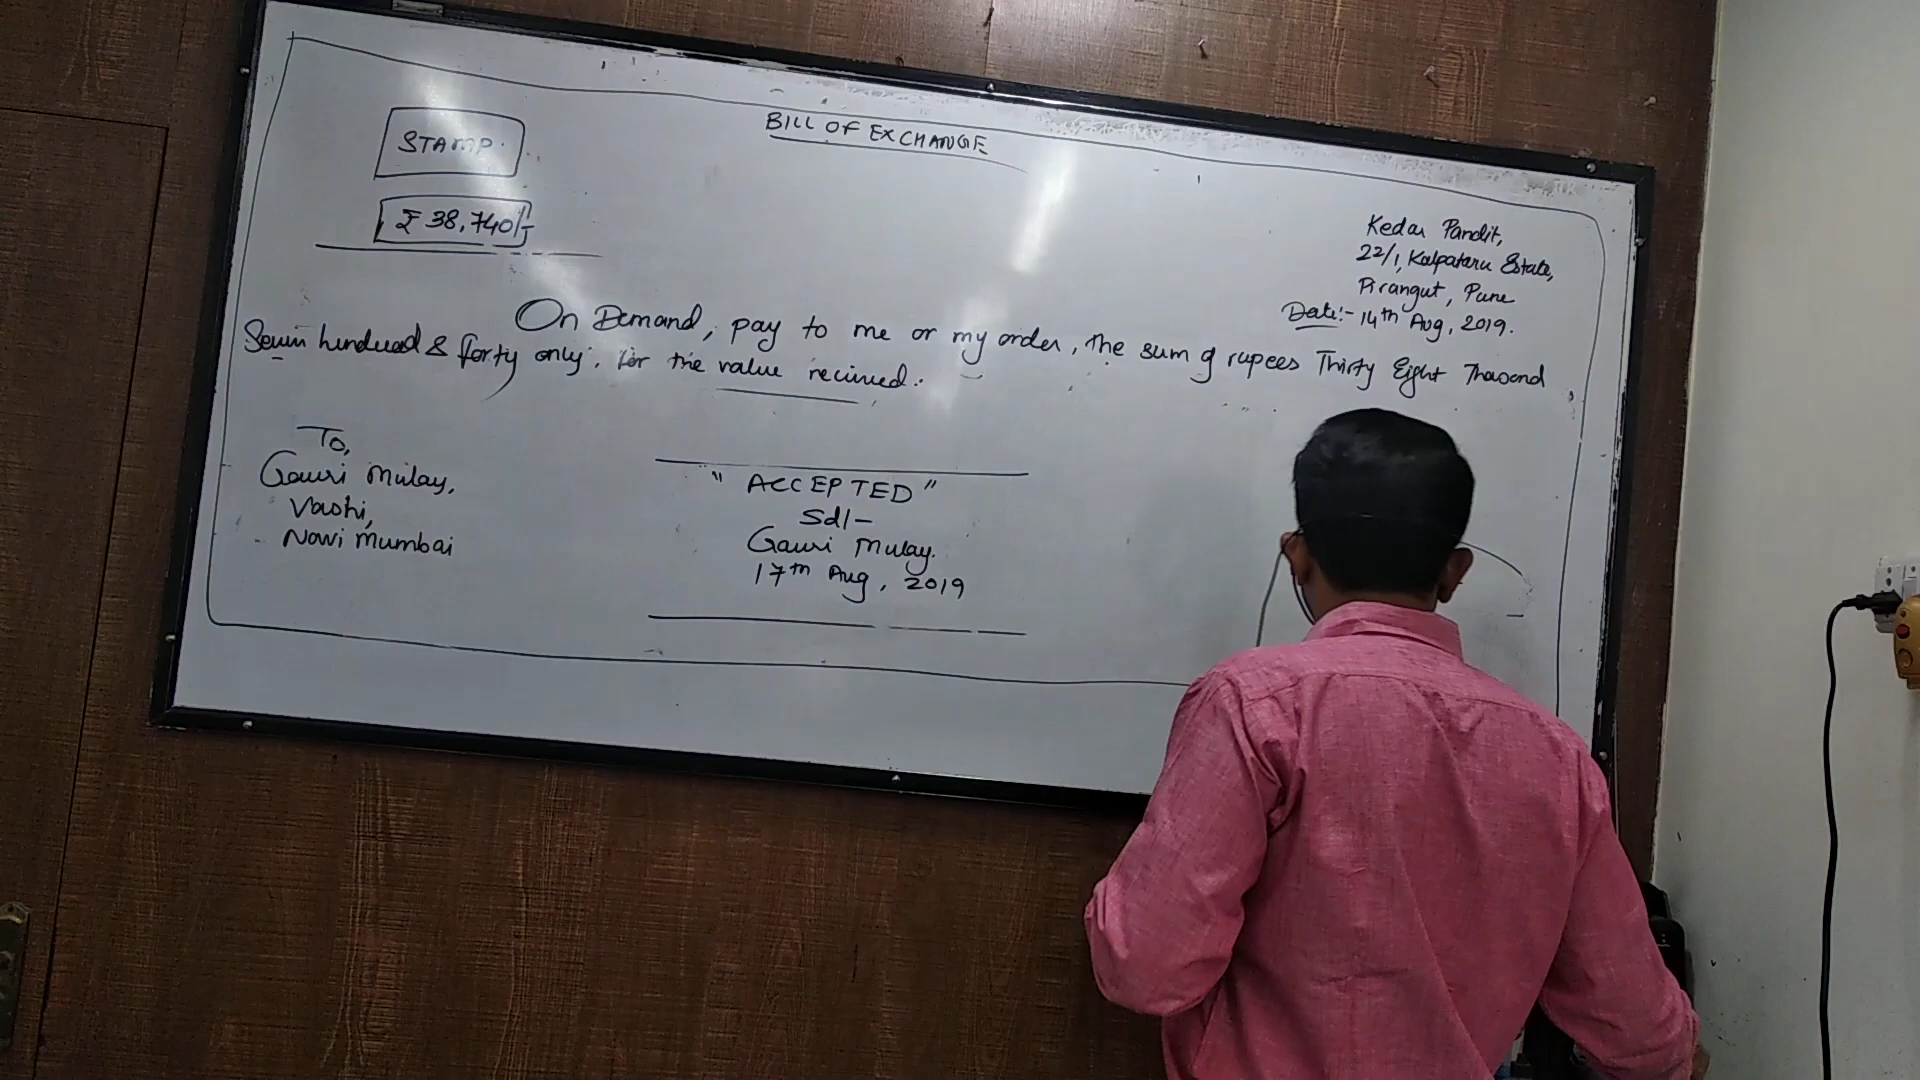 BILL OF EXCHANGE
STAMP
₹ 38,740/-
Kedar Pandit,
22/1, Kalpataru Estate,
Pirangut, Pune
Date:- 14th Aug, 2019.
On Demand, pay to me or my order, the sum of rupees Thirty Eight Thousand
Seven hundred & forty only, for the value recieved.
To,
Gauri Mulay,
Vashi,
Navi Mumbai
" ACCEPTED "
Sd/-
Gauri Mulay.
17th Aug, 2019